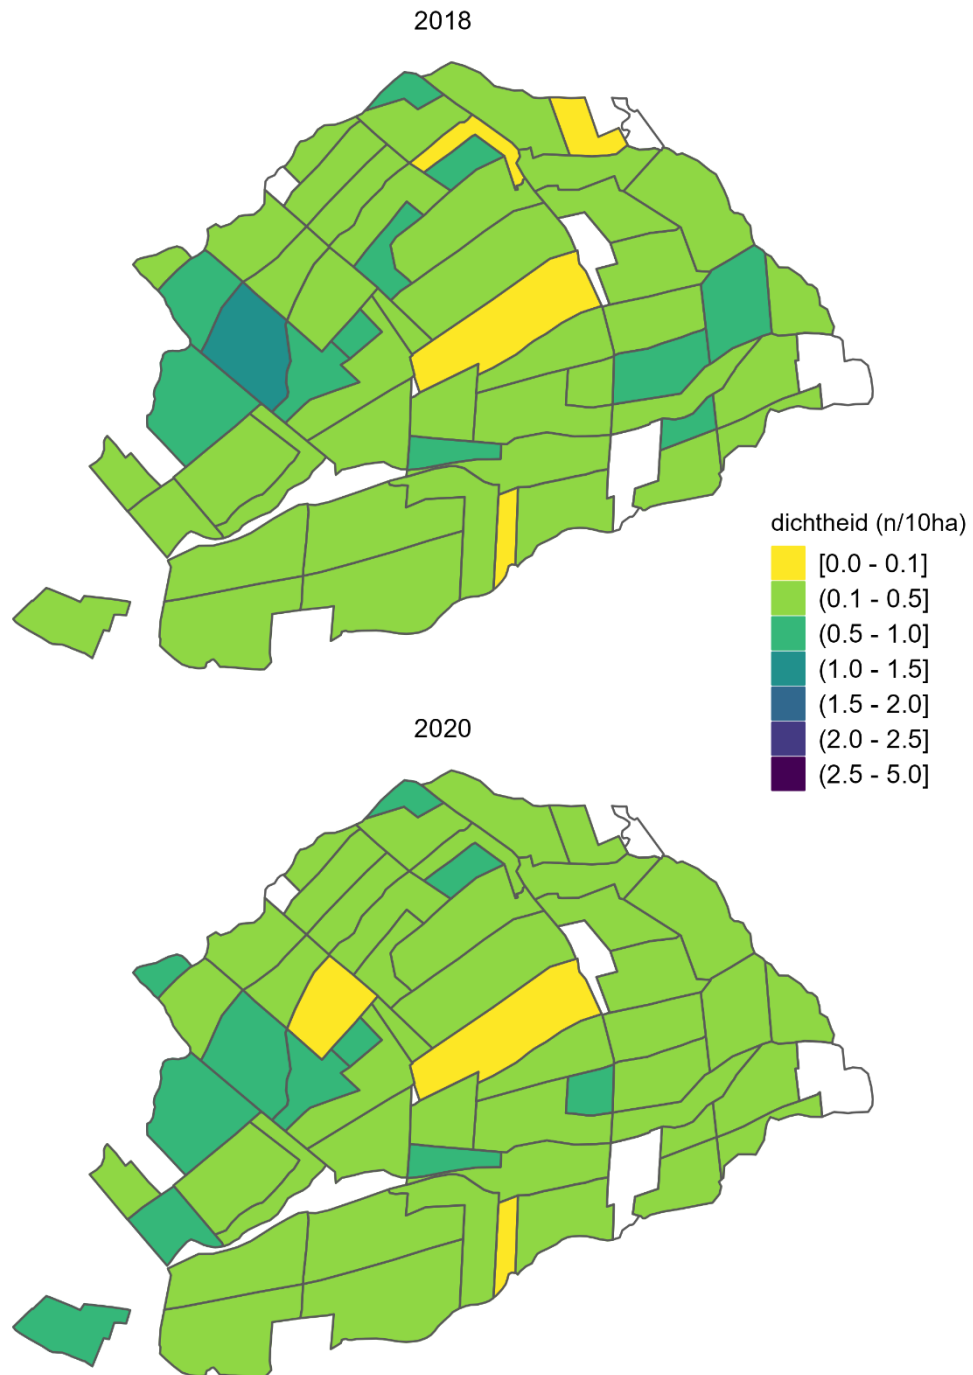 2018
dichtheid (n/10ha)
[0.0 - 0.1]
(0.1 - 0.5]
(0.5 - 1.0]
(1.0 - 1.5]
(1.5 - 2.0]
(2.0 - 2.5]
(2.5 - 5.0]
2020